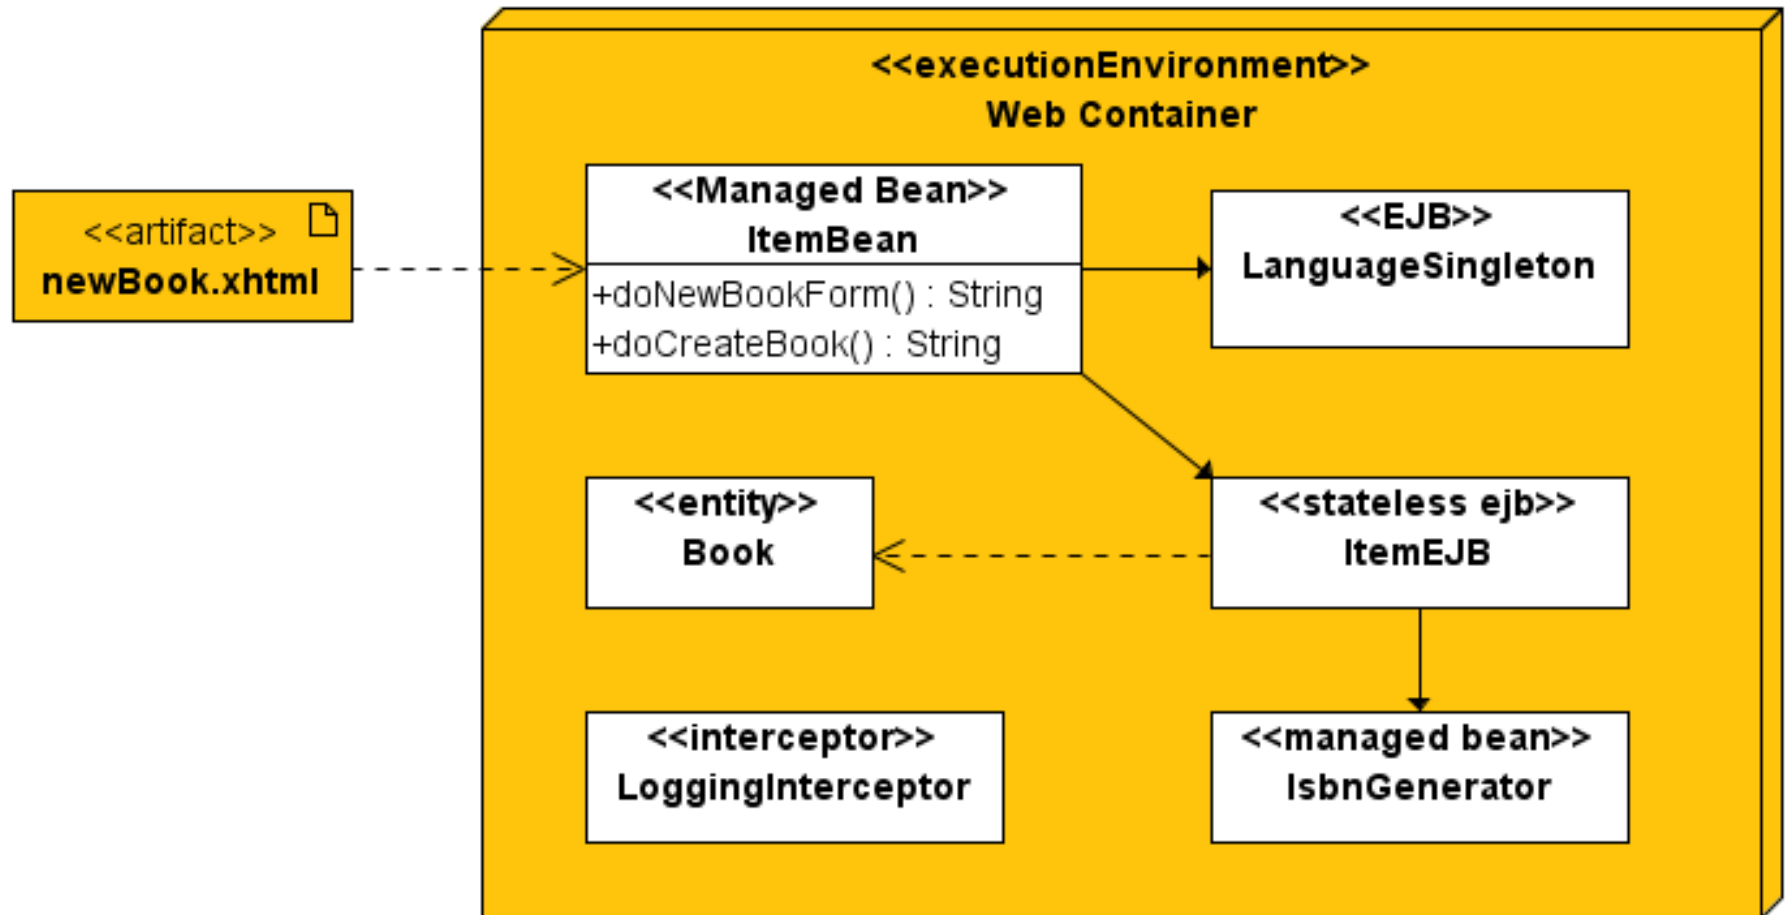 <<executionEnvironment>>
Web Container
<<artifact>>
newBook.xhtml
<<Managed Bean>>
ItemBean
+doNewBookForm() : String
+doCreateBook() : String
<<EJB>>
LanguageSingleton
<<entity>>
Book
<<stateless ejb>>
ItemEJB
<<interceptor>>
LoggingInterceptor
<<managed bean>>
IsbnGenerator